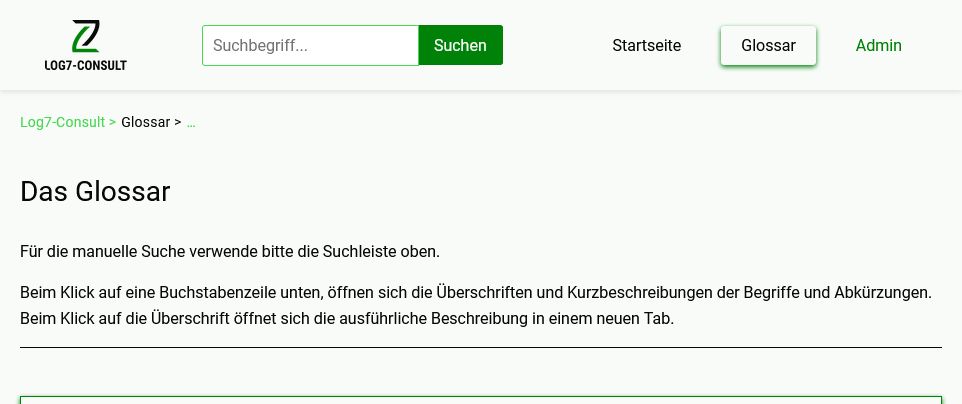 LOG7-CONSULT
Suchbegriff...
Suchen
Startseite
Glossar
Admin
Log7-Consult > Glossar > ...
Das Glossar
Für die manuelle Suche verwende bitte die Suchleiste oben.
Beim Klick auf eine Buchstabenzeile unten, öffnen sich die Überschriften und Kurzbeschreibungen der Begriffe und Abkürzungen.
Beim Klick auf die Überschrift öffnet sich die ausführliche Beschreibung in einem neuen Tab.